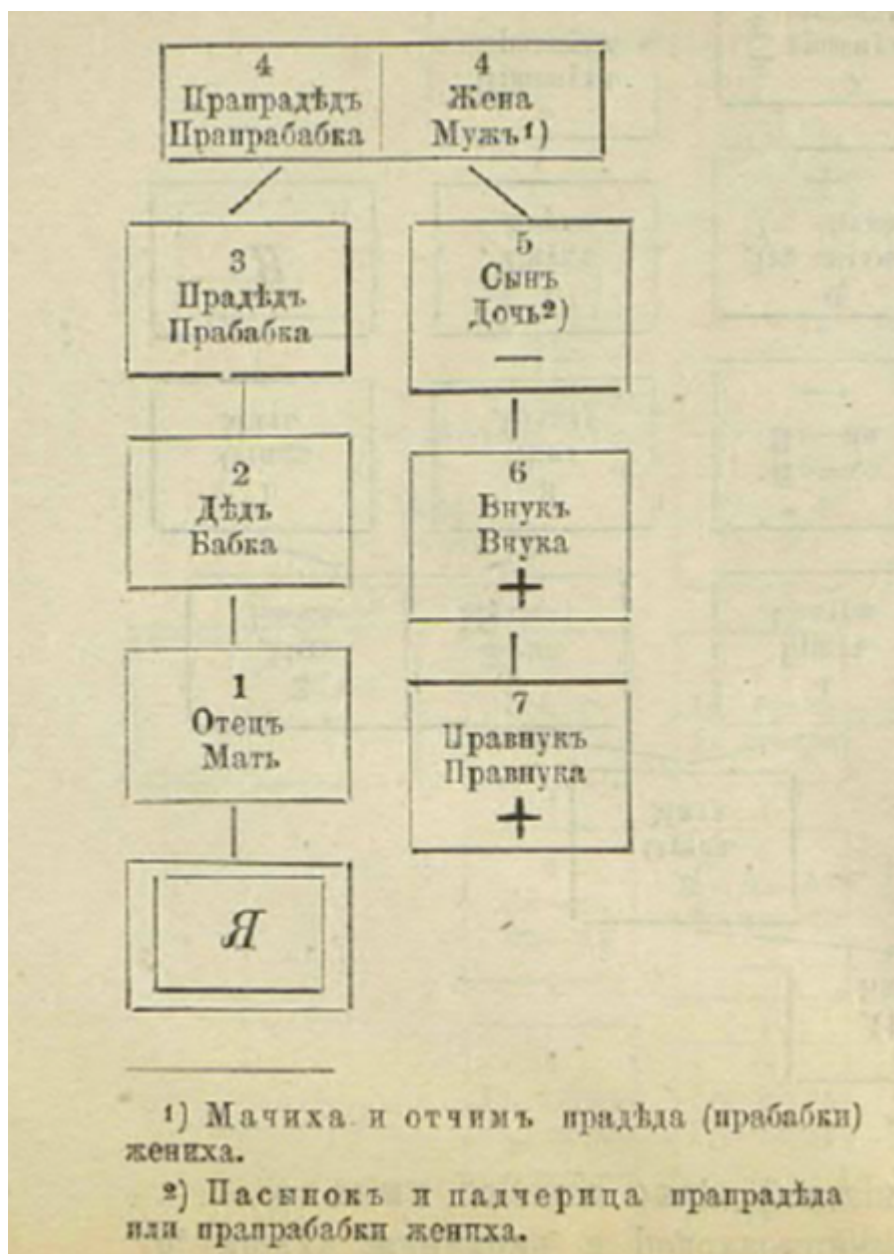 4
Прапрадѣдъ
Прапрабабка
4
Жена
Мужъ¹)
3
Прадѣдъ
Прабабка
5
Сынъ
Дочь²)
—
2
Дѣдъ
Бабка
6
Внукъ
Внука
+
1
Отецъ
Мать
7
Правнукъ
Правнука
+
Я
¹) Мачиха и отчимъ прадѣда (прабабки)
жениха.
²) Пасынокъ и падчерица прапрадѣда
или прапрабабки жениха.